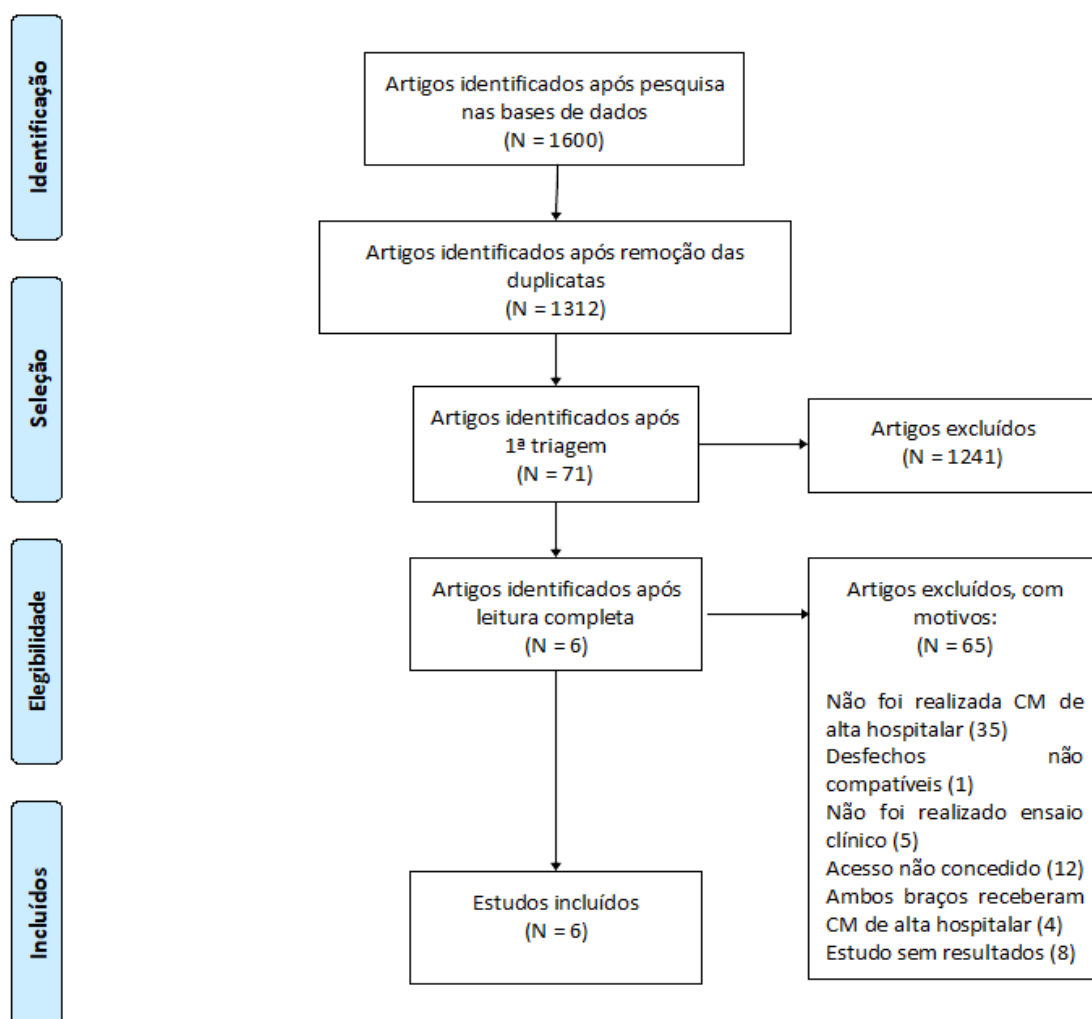 Identificação
Artigos identificados após pesquisa
nas bases de dados
(N = 1600)
Artigos identificados após remoção das
duplicatas
(N = 1312)
Seleção
Artigos identificados após
1ª triagem
(N = 71)
Artigos excluídos
(N = 1241)
Elegibilidade
Artigos identificados após
leitura completa
(N = 6)
Artigos excluídos, com
motivos:
(N = 65)
Não foi realizada CM de
alta hospitalar (35)
Desfechos não
compatíveis (1)
Não foi realizado ensaio
clínico (5)
Acesso não concedido (12)
Ambos braços receberam
CM de alta hospitalar (4)
Estudo sem resultados (8)
Incluídos
Estudos incluídos
(N = 6)